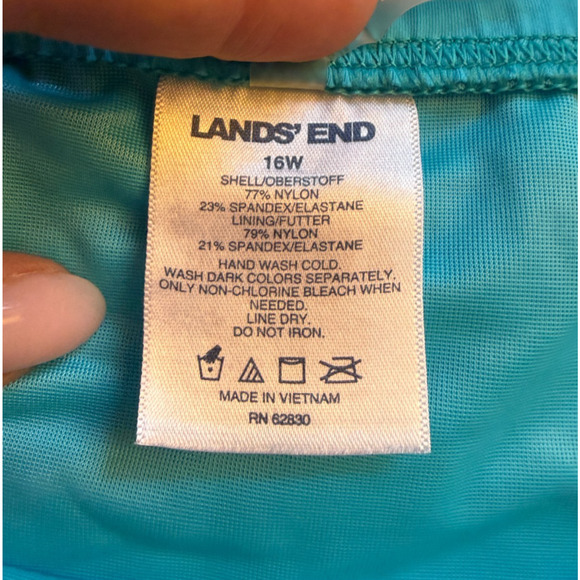 LANDS' END
16W
SHELL/OBERSTOFF
77% NYLON
23% SPANDEX/ELASTANE
LINING/FUTTER
79% NYLON
21% SPANDEX/ELASTANE
HAND WASH COLD.
WASH DARK COLORS SEPARATELY.
ONLY NON-CHLORINE BLEACH WHEN
NEEDED.
LINE DRY.
DO NOT IRON.
MADE IN VIETNAM
RN 62830